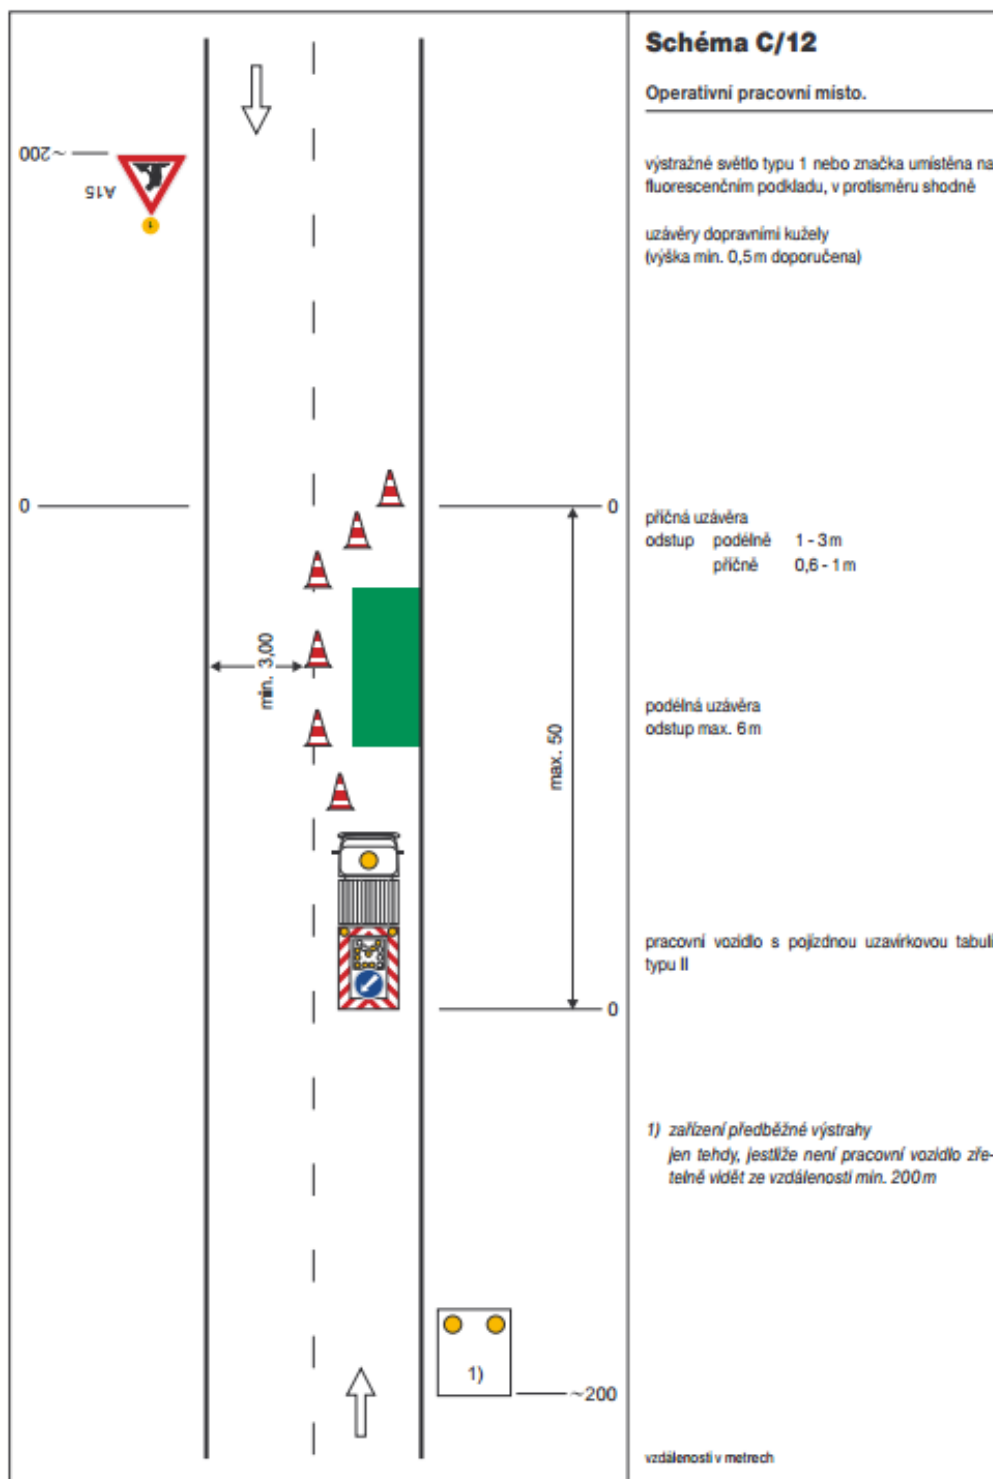 Schéma C/12
Operativní pracovní místo.
~200
A15
výstražné světlo typu 1 nebo značka umístěna na
fluorescenčním podkladu, v protisměru shodně
uzávěry dopravními kužely
(výška min. 0,5 m doporučena)
0
0
příčná uzávěra
odstup podélně 1 - 3 m
příčně 0,6 - 1 m
min. 3,00
podélná uzávěra
odstup max. 6 m
max. 50
pracovní vozidlo s pojízdnou uzavírkovou tabulí
typu II
0
1) zařízení předběžné výstrahy
jen tehdy, jestliže není pracovní vozidlo zře-
telně vidět ze vzdálenosti min. 200 m
1)
~200
vzdálenosti v metrech